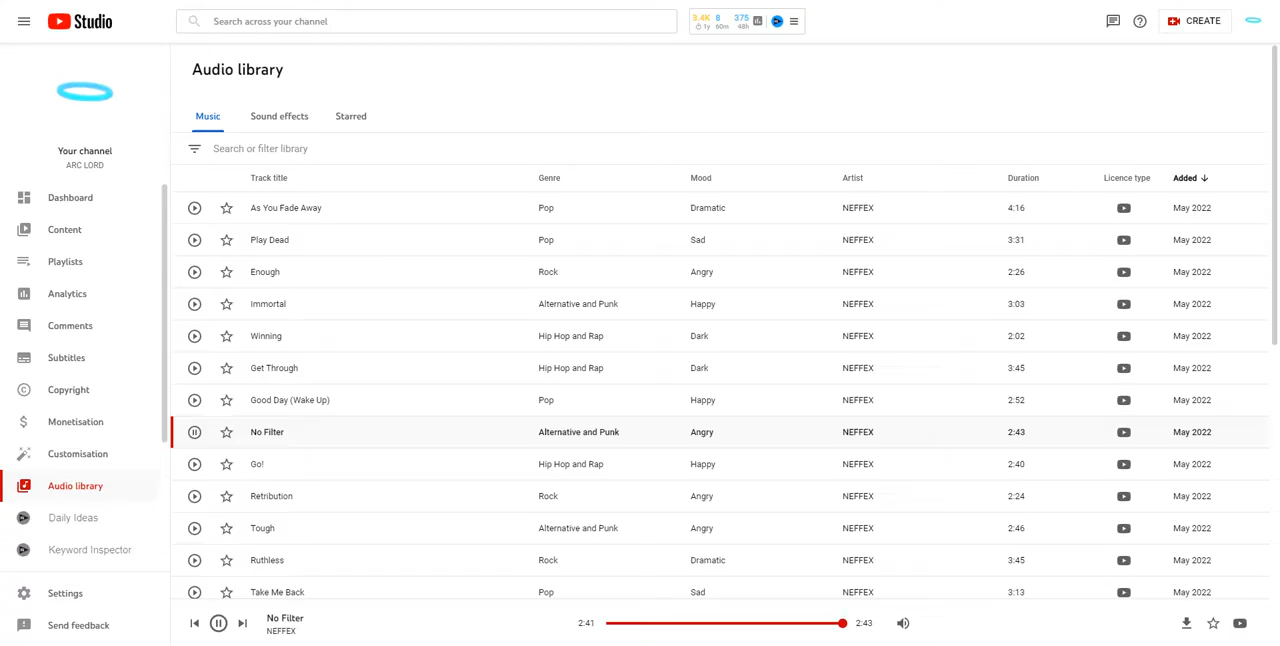 Studio
Search across your channel
3.4K 8 375
1y 60m 48h
CREATE
Your channel
ARC LORD
Dashboard
Content
Playlists
Analytics
Comments
Subtitles
Copyright
Monetisation
Customisation
Audio library
Daily Ideas
Keyword Inspector
Settings
Send feedback
Audio library
Music Sound effects Starred
Search or filter library
Track title Genre Mood Artist Duration Licence type Added
As You Fade Away Pop Dramatic NEFFEX 4:16 May 2022
Play Dead Pop Sad NEFFEX 3:31 May 2022
Enough Rock Angry NEFFEX 2:26 May 2022
Immortal Alternative and Punk Happy NEFFEX 3:03 May 2022
Winning Hip Hop and Rap Dark NEFFEX 2:02 May 2022
Get Through Hip Hop and Rap Dark NEFFEX 3:45 May 2022
Good Day (Wake Up) Pop Happy NEFFEX 2:52 May 2022
No Filter Alternative and Punk Angry NEFFEX 2:43 May 2022
Go! Hip Hop and Rap Happy NEFFEX 2:40 May 2022
Retribution Rock Angry NEFFEX 2:24 May 2022
Tough Alternative and Punk Angry NEFFEX 2:46 May 2022
Ruthless Rock Dramatic NEFFEX 3:45 May 2022
Take Me Back Pop Sad NEFFEX 3:13 May 2022
No Filter
NEFFEX
2:41 2:43